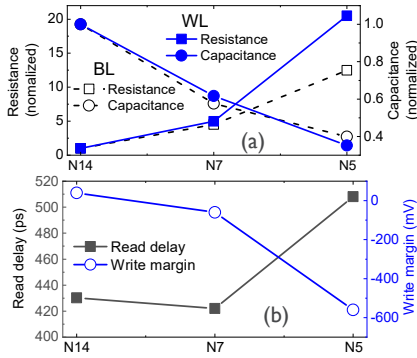 20
15
10
5
0
Resistance
(normalized)
WL
Resistance
Capacitance
BL
Resistance
Capacitance
(a)
1.0
0.8
0.6
0.4
Capacitance
(normalized)
N14 N7 N5
520
500
480
460
440
420
400
Read delay (ps)
Read delay
Write margin
(b)
0
-200
-400
-600
Write margin (mV)
N14 N7 N5